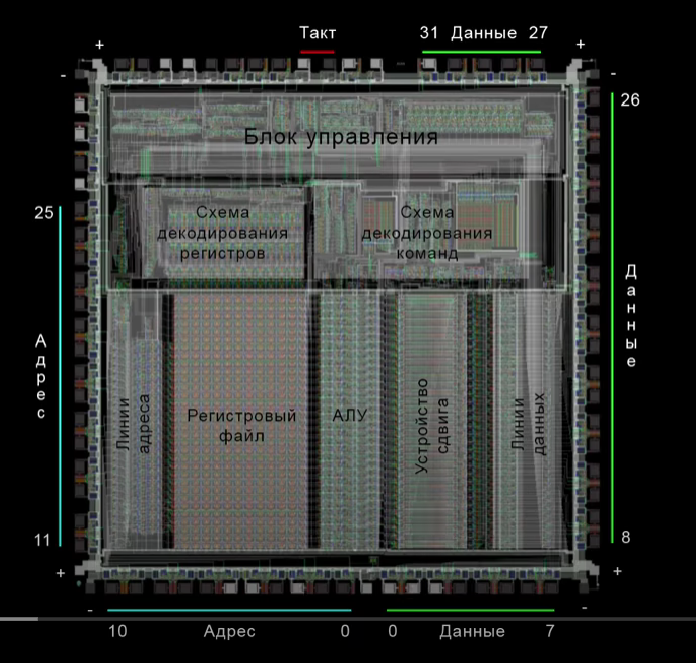 Такт
31 Данные 27
+
+
-
-
26
Блок управления
25
Схема
декодирования
регистров
Схема
декодирования
команд
Адрес
Данные
Линии
адреса
Регистровый
файл
АЛУ
Устройство
сдвига
Линии
данных
11
8
+
+
-
-
10 Адрес 0
0 Данные 7